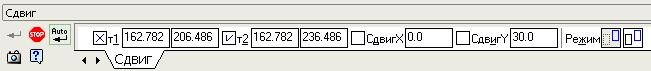 Сдвиг
STOP Auto т1 162.782 206.486 т2 162.782 236.486 СдвигX 0.0 СдвигY 30.0 Режим
? Сдвиг